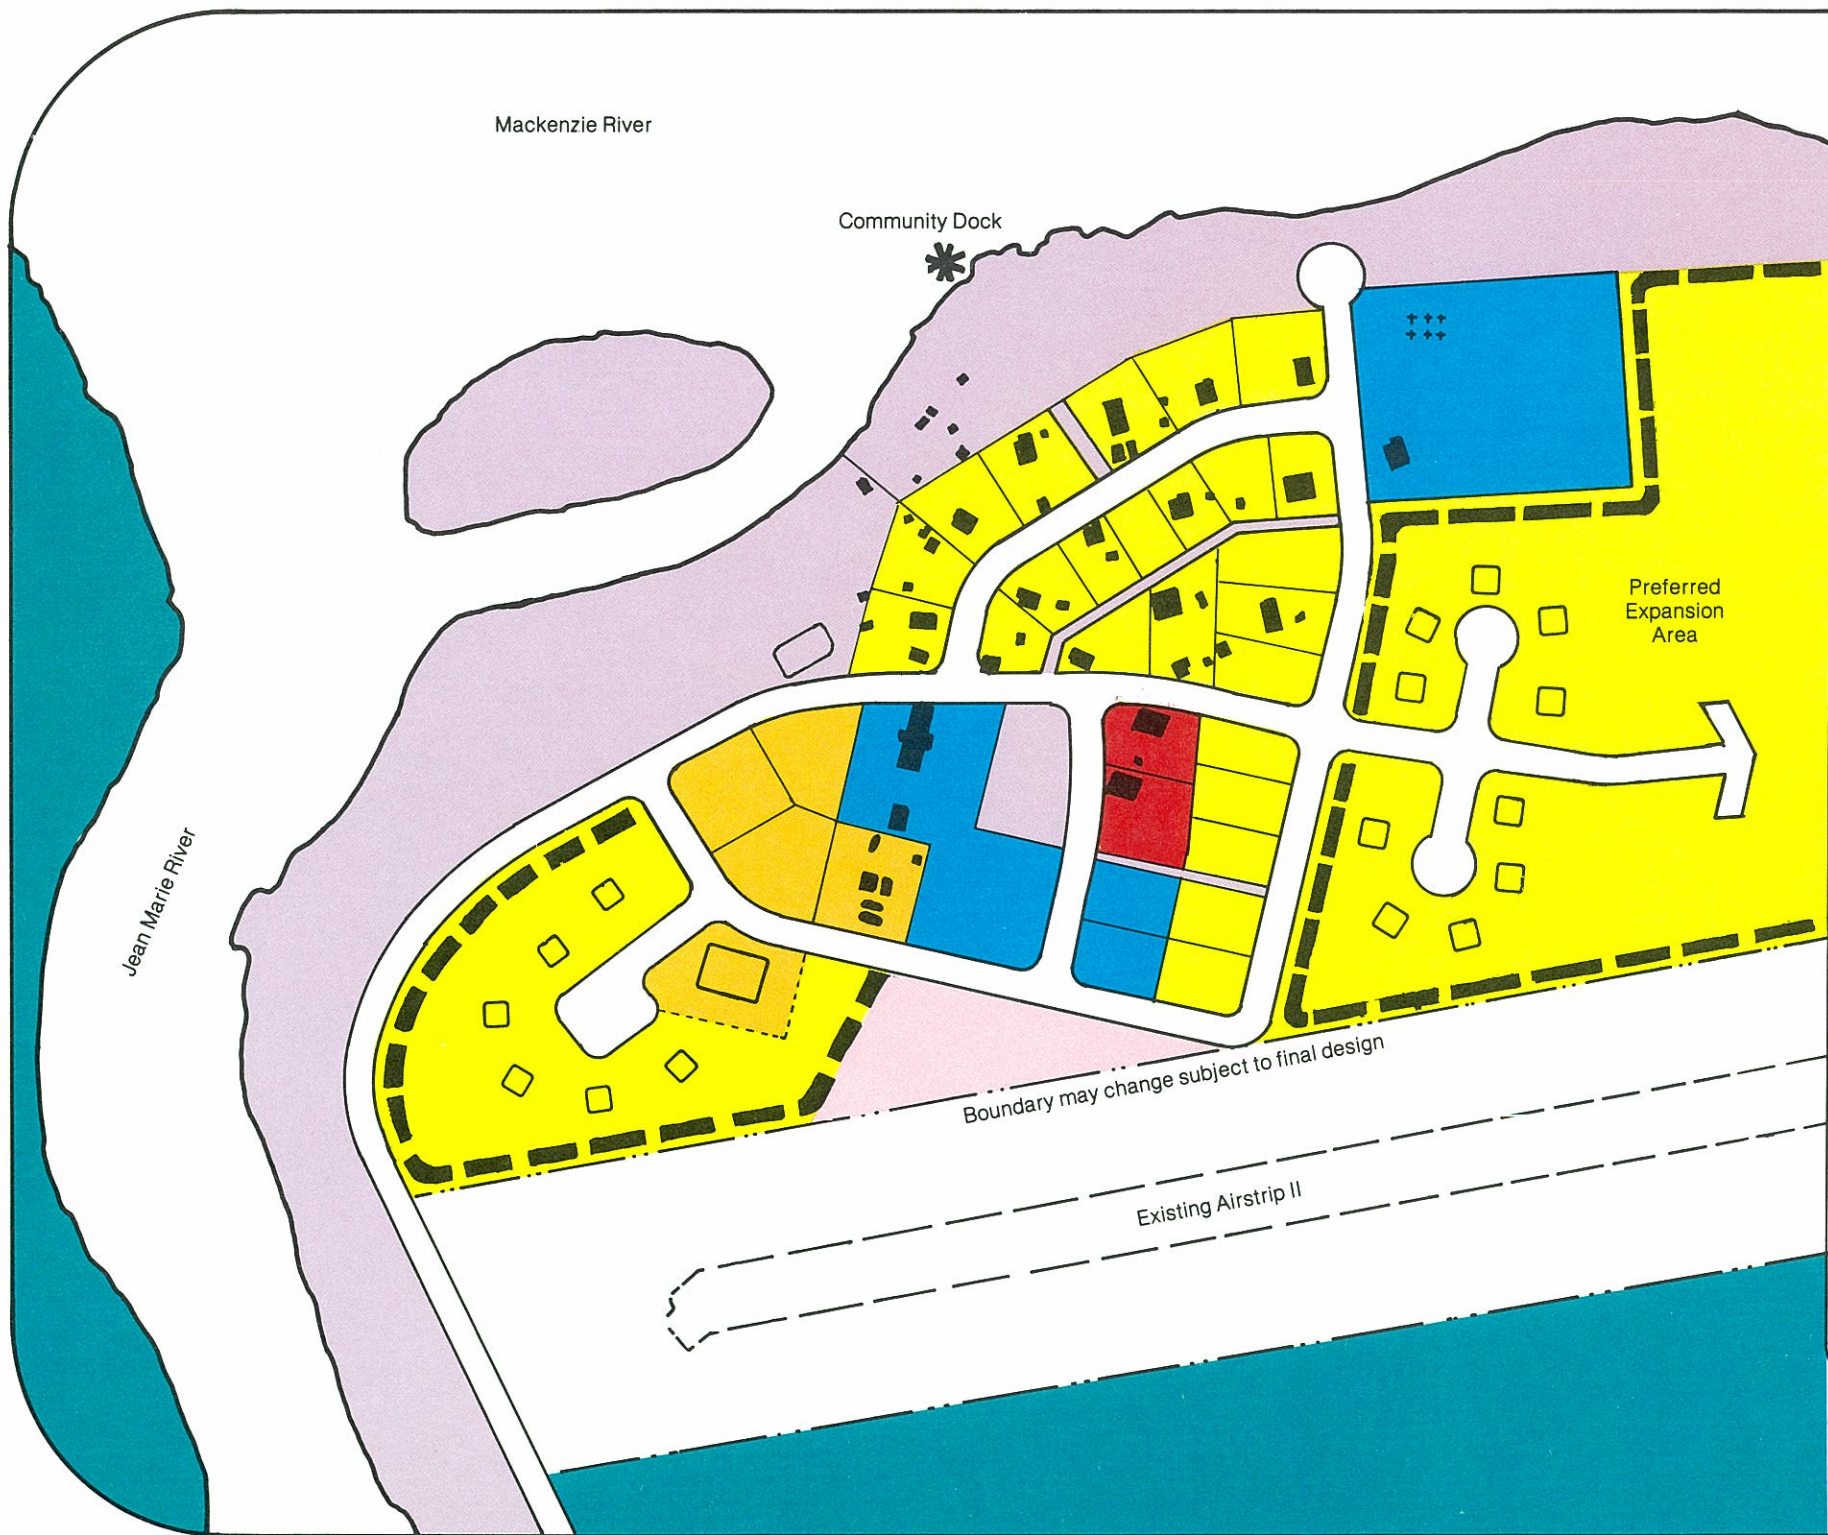 Mackenzie River
Community Dock
Preferred
Expansion
Area
Jean Marie River
Boundary may change subject to final design
Existing Airstrip II